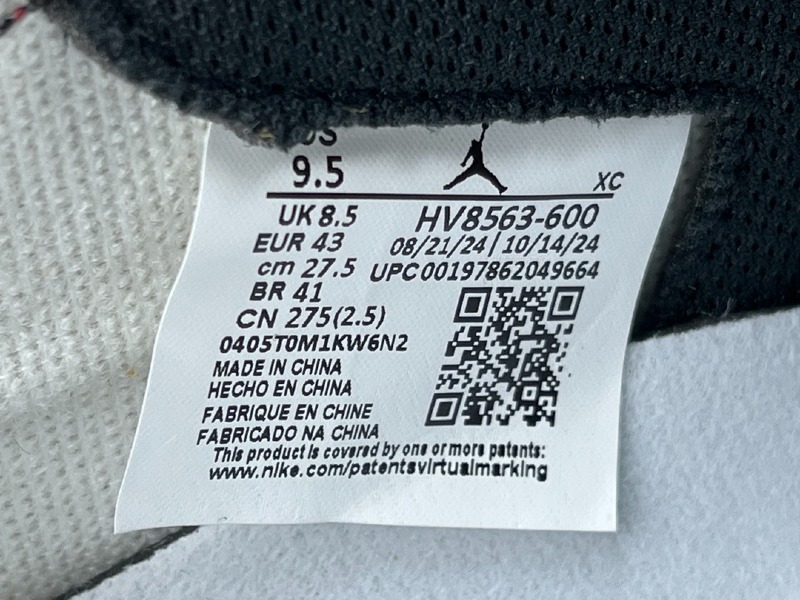 US
9.5
XC
UK 8.5
HV8563-600
EUR 43
08/21/24 | 10/14/24
cm 27.5
UPC00197862049664
BR 41
CN 275(2.5)
0405T0M1KW6N2
MADE IN CHINA
HECHO EN CHINA
FABRIQUE EN CHINE
FABRICADO NA CHINA
This product is covered by one or more patents:
www.nike.com/patentsvirtualmarking